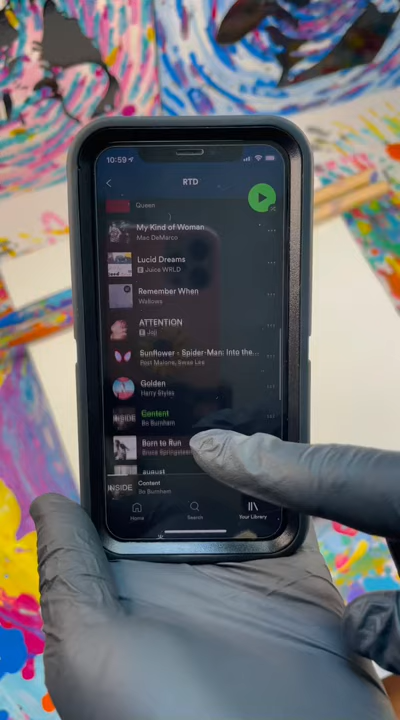 10:59
RTD
Queen
My Kind of Woman
Mac DeMarco
Lucid Dreams
E Juice WRLD
Remember When
Wallows
ATTENTION
E Joji
Sunflower - Spider-Man: Into the...
Post Malone, Swae Lee
Golden
Harry Styles
INSIDE
Content
Bo Burnham
Born to Run
Bruce Springsteen
august
INSIDE
Content
Bo Burnham
Home
Search
Your Library